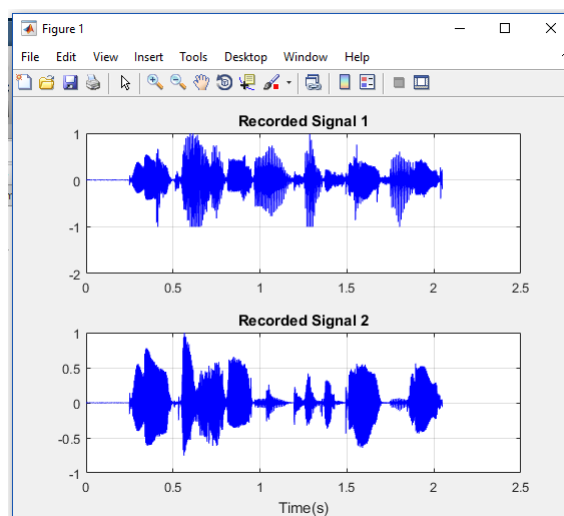 Figure 1
File Edit View Insert Tools Desktop Window Help
Recorded Signal 1
1
0
-1
-2
0 0.5 1 1.5 2 2.5
Recorded Signal 2
1
0.5
0
-0.5
-1
0 0.5 1 1.5 2 2.5
Time(s)